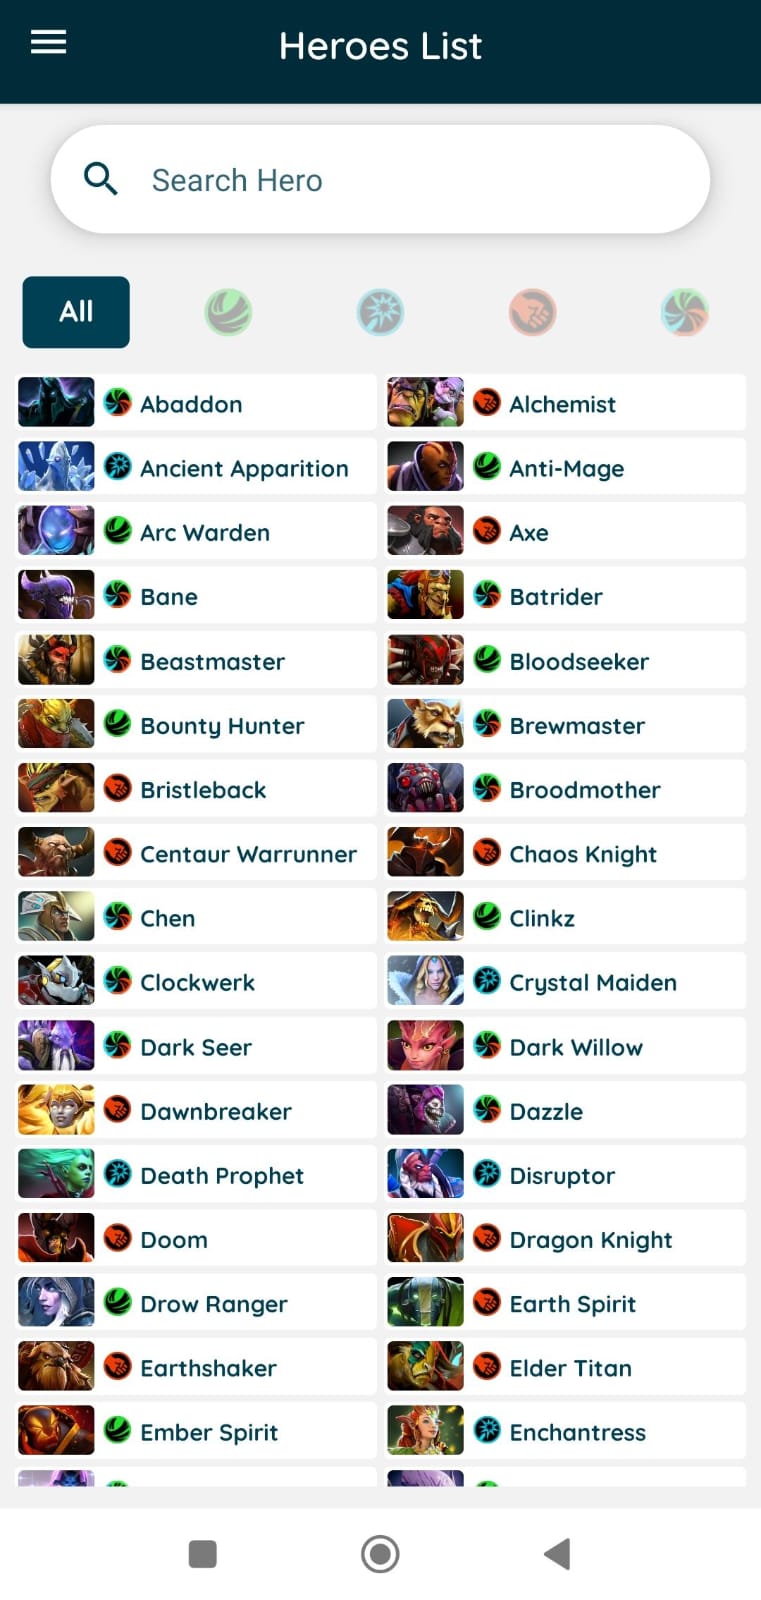 Heroes List
Search Hero
All
Abaddon
Alchemist
Ancient Apparition
Anti-Mage
Arc Warden
Axe
Bane
Batrider
Beastmaster
Bloodseeker
Bounty Hunter
Brewmaster
Bristleback
Broodmother
Centaur Warrunner
Chaos Knight
Chen
Clinkz
Clockwerk
Crystal Maiden
Dark Seer
Dark Willow
Dawnbreaker
Dazzle
Death Prophet
Disruptor
Doom
Dragon Knight
Drow Ranger
Earth Spirit
Earthshaker
Elder Titan
Ember Spirit
Enchantress